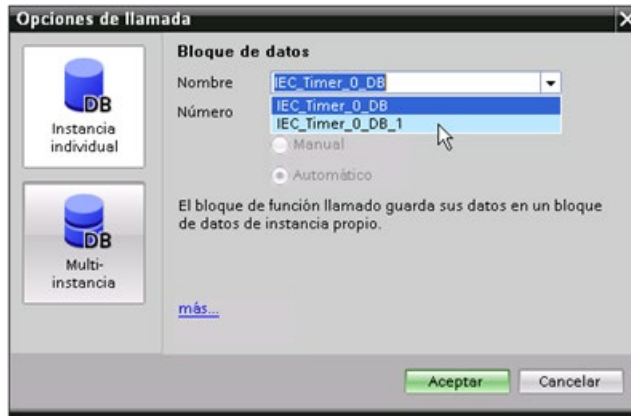 Opciones de llamada
Bloque de datos
Nombre
IEC_Timer_0_DB
IEC_Timer_0_DB
IEC_Timer_0_DB_1
Número
Manual
Automático
El bloque de función llamado guarda sus datos en un bloque
de datos de instancia propio.
más...
DB
Instancia
individual
DB
Multi-
instancia
Aceptar
Cancelar